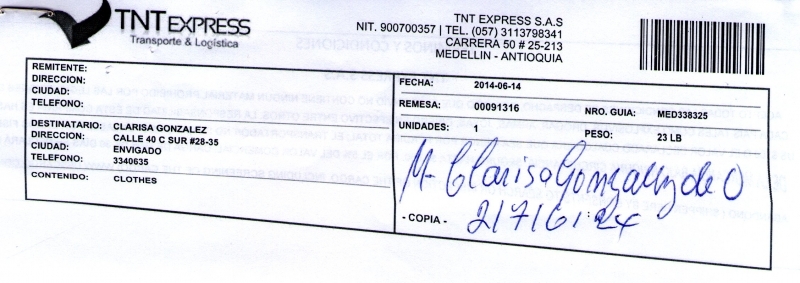 TNT EXPRESS
Transporte & Logística
TNT EXPRESS S.A.S
NIT. 900700357 | TEL. (057) 3113798341
CARRERA 50 # 25-213
MEDELLIN - ANTIOQUIA
REMITENTE:
DIRECCION:
CIUDAD:
TELEFONO:
DESTINATARIO: CLARISA GONZALEZ
DIRECCION: CALLE 40 C SUR #28-35
CIUDAD: ENVIGADO
TELEFONO: 3340635
CONTENIDO: CLOTHES
FECHA: 2014-06-14
REMESA: 00091316 NRO. GUIA: MED338325
UNIDADES: 1 PESO: 23 LB
M- Clarisa Gonzalez de O
- COPIA -